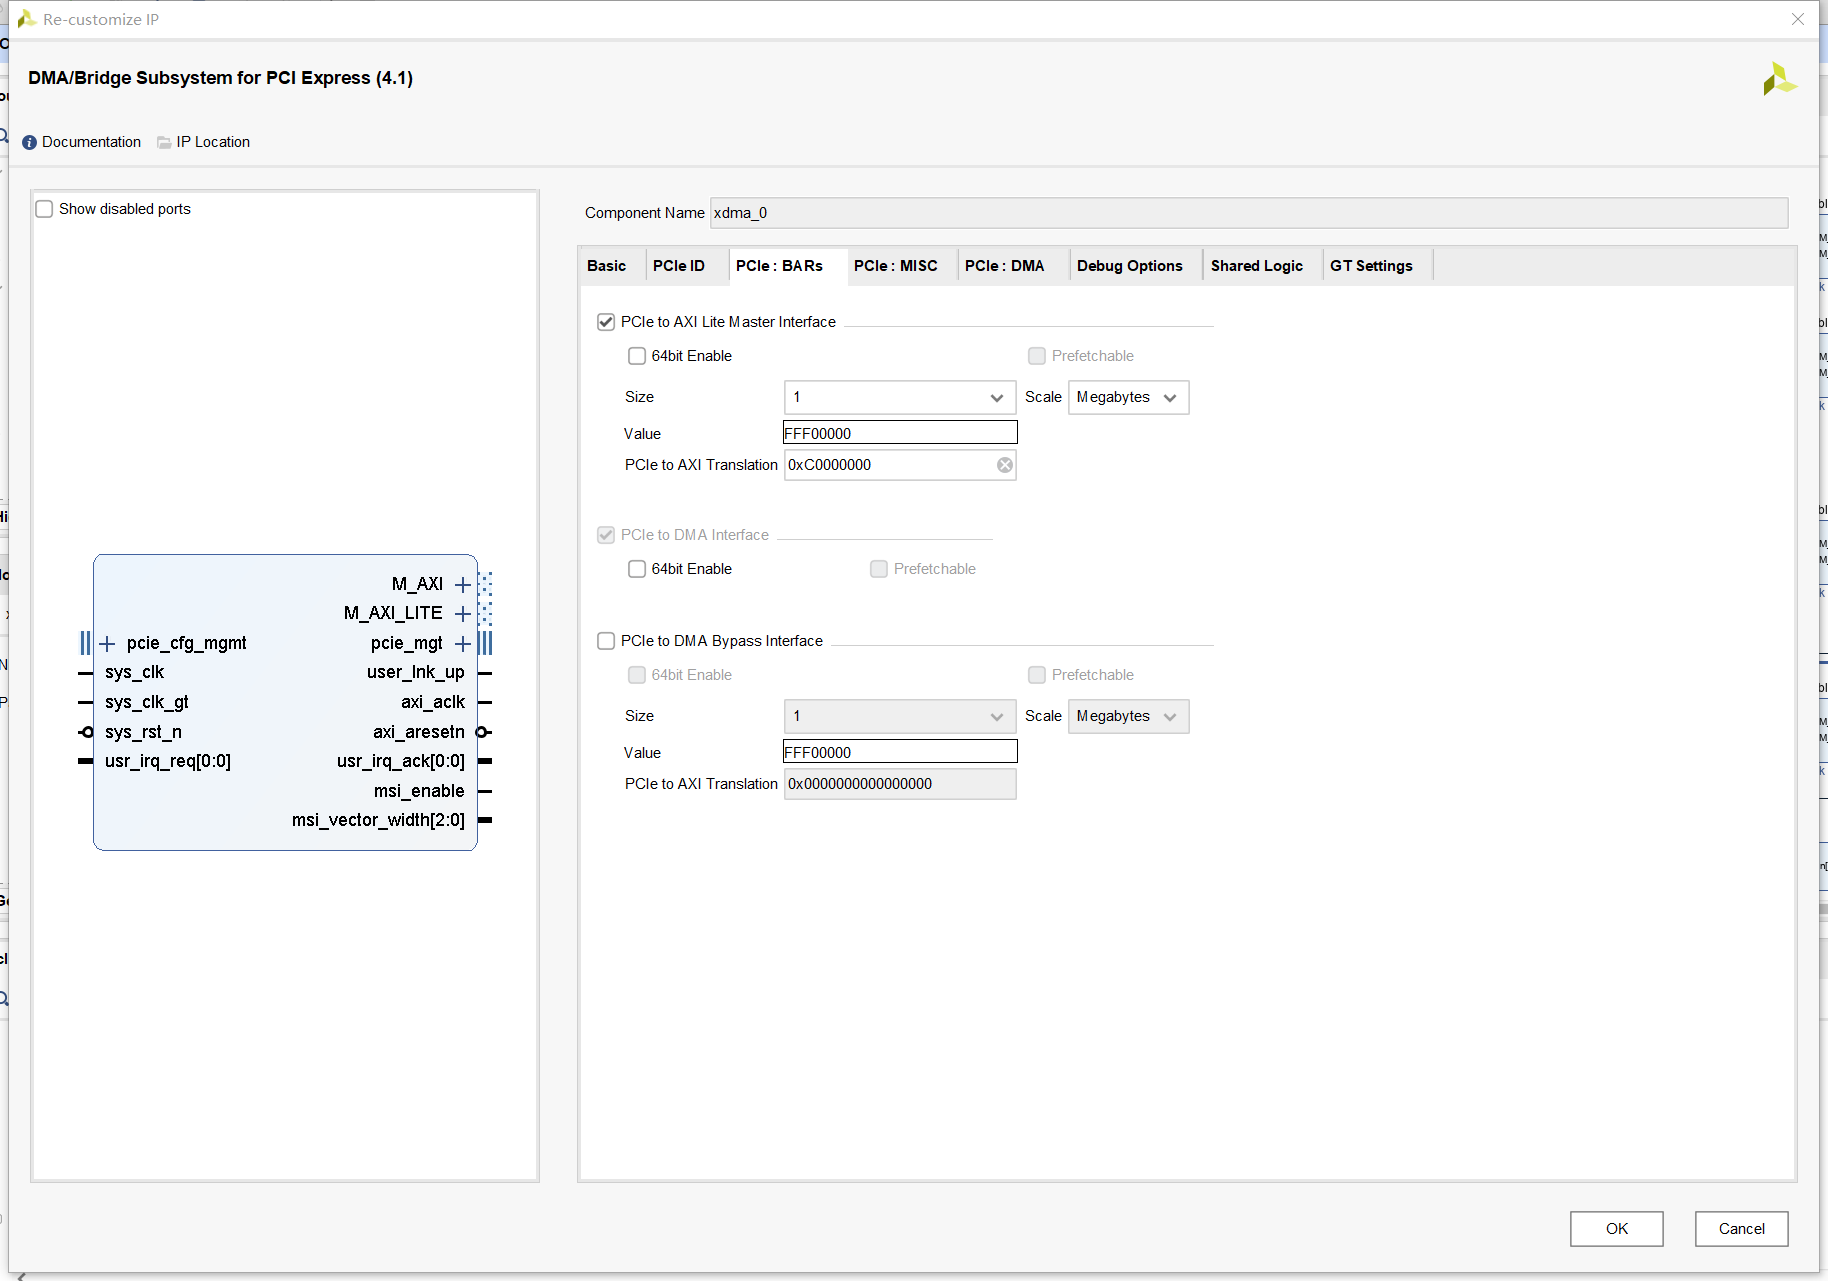 Re-customize IP
DMA/Bridge Subsystem for PCI Express (4.1)
Documentation
IP Location
Show disabled ports
M_AXI
M_AXI_LITE
pcie_cfg_mgmt
pcie_mgt
sys_clk
user_lnk_up
sys_clk_gt
axi_aclk
sys_rst_n
axi_aresetn
usr_irq_req[0:0]
usr_irq_ack[0:0]
msi_enable
msi_vector_width[2:0]
Component Name xdma_0
Basic PCIe ID PCIe : BARs PCIe : MISC PCIe : DMA Debug Options Shared Logic GT Settings
PCIe to AXI Lite Master Interface
64bit Enable Prefetchable
Size 1 Scale Megabytes
Value FFF00000
PCIe to AXI Translation 0xC0000000
PCIe to DMA Interface
64bit Enable Prefetchable
PCIe to DMA Bypass Interface
64bit Enable Prefetchable
Size 1 Scale Megabytes
Value FFF00000
PCIe to AXI Translation 0x0000000000000000
OK Cancel